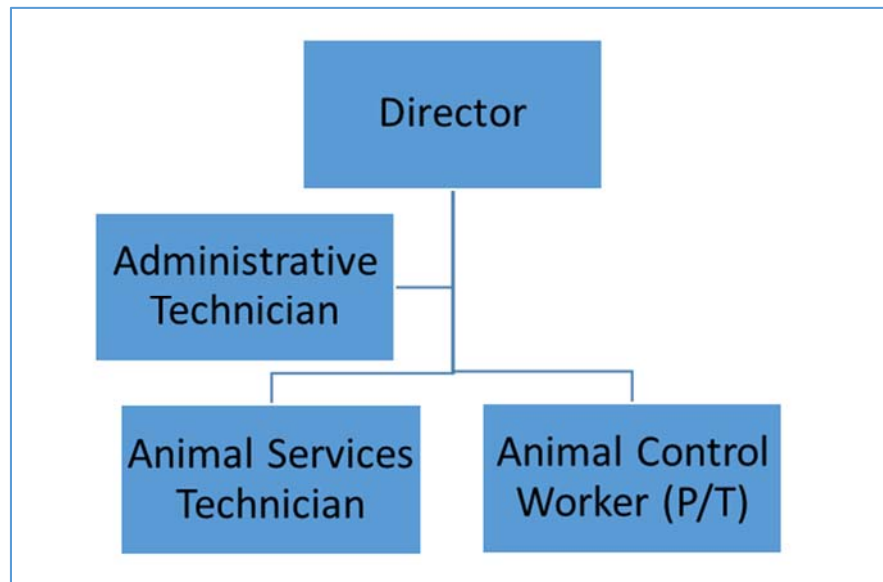 Director
Administrative
Technician
Animal Services
Technician
Animal Control
Worker (P/T)